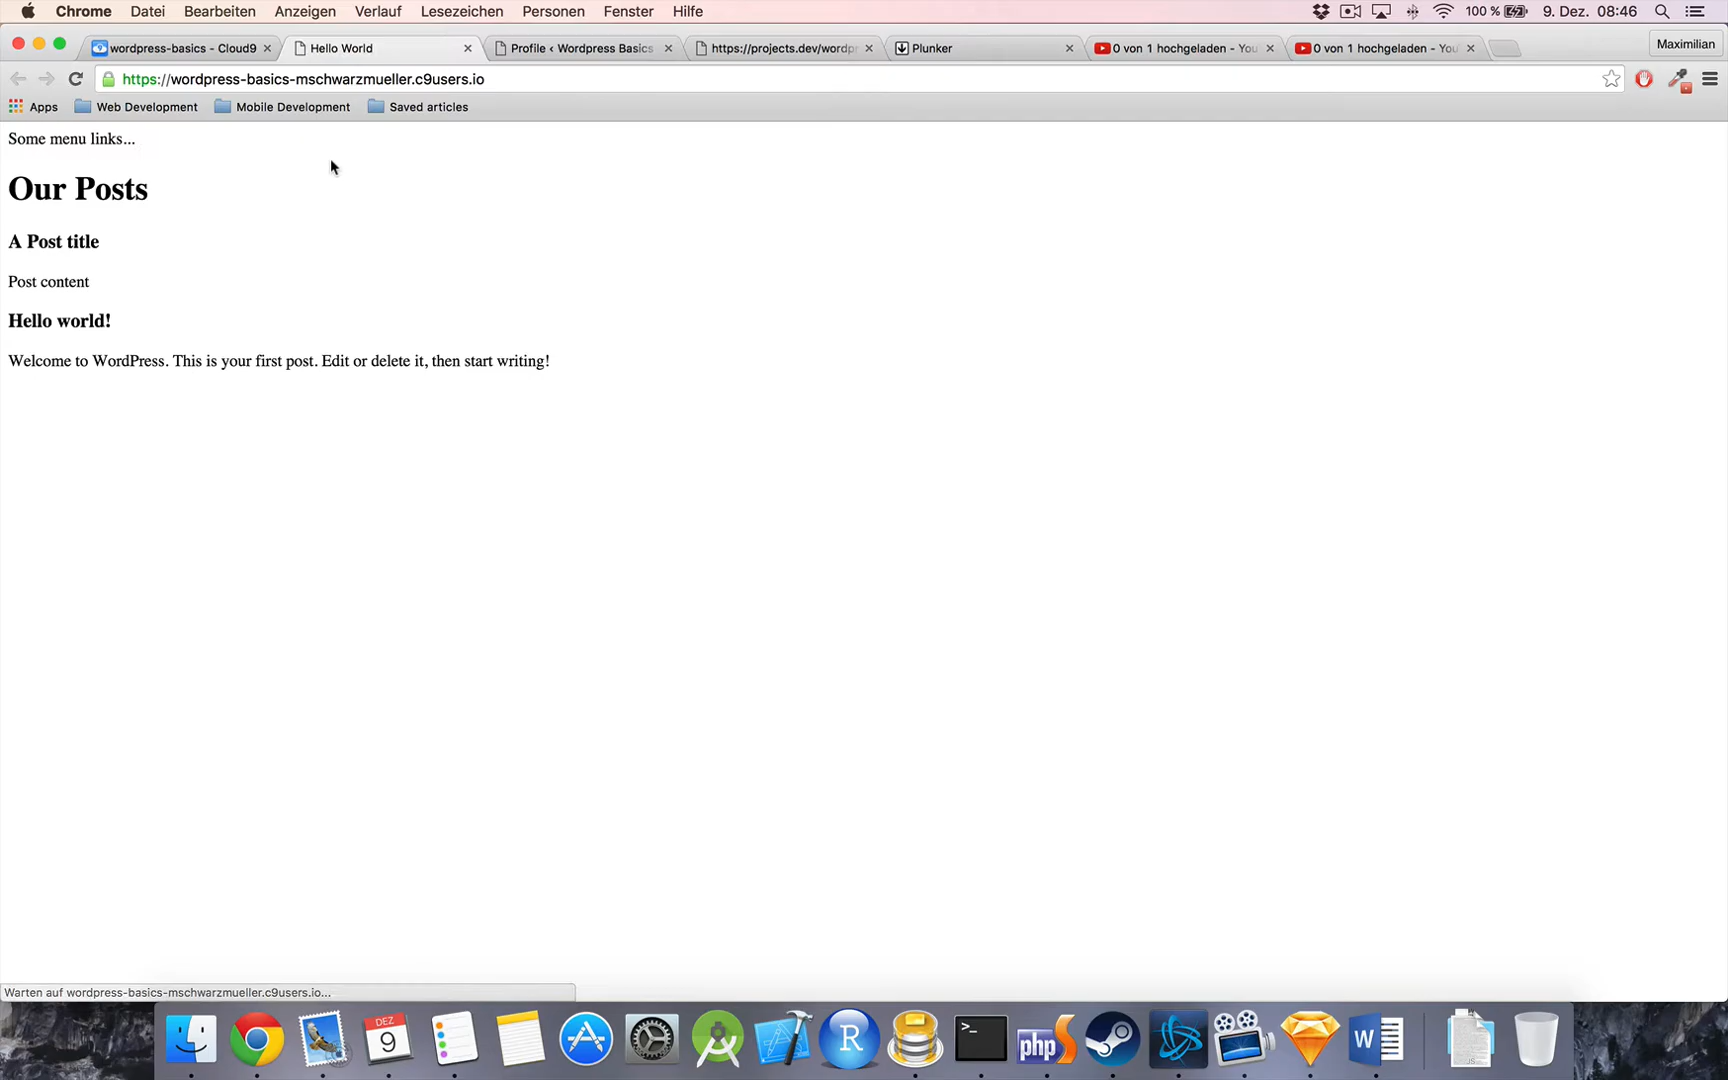 Chrome Datei Bearbeiten Anzeigen Verlauf Lesezeichen Personen Fenster Hilfe 100 % 9. Dez. 08:46
wordpress-basics - Cloud9 Hello World Profile ‹ Wordpress Basics https://projects.dev/wordpr Plunker 0 von 1 hochgeladen - You 0 von 1 hochgeladen - You Maximilian
https://wordpress-basics-mschwarzmueller.c9users.io
Apps Web Development Mobile Development Saved articles
Some menu links...
Our Posts
A Post title
Post content
Hello world!
Welcome to WordPress. This is your first post. Edit or delete it, then start writing!
Warten auf wordpress-basics-mschwarzmueller.c9users.io...
DEZ
9
R
>_
php
W